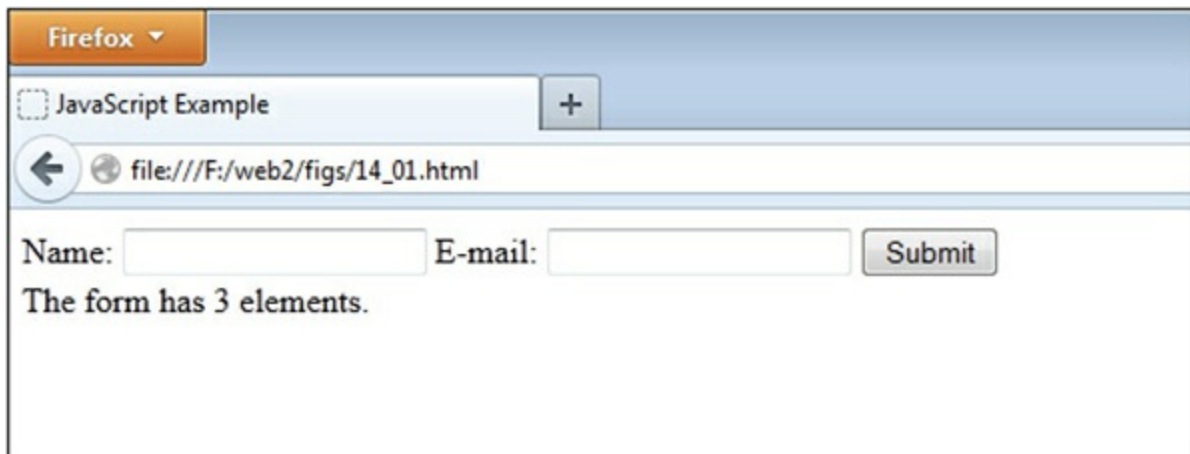 Firefox
JavaScript Example
file:///F:/web2/figs/14_01.html
Name: E-mail: Submit
The form has 3 elements.